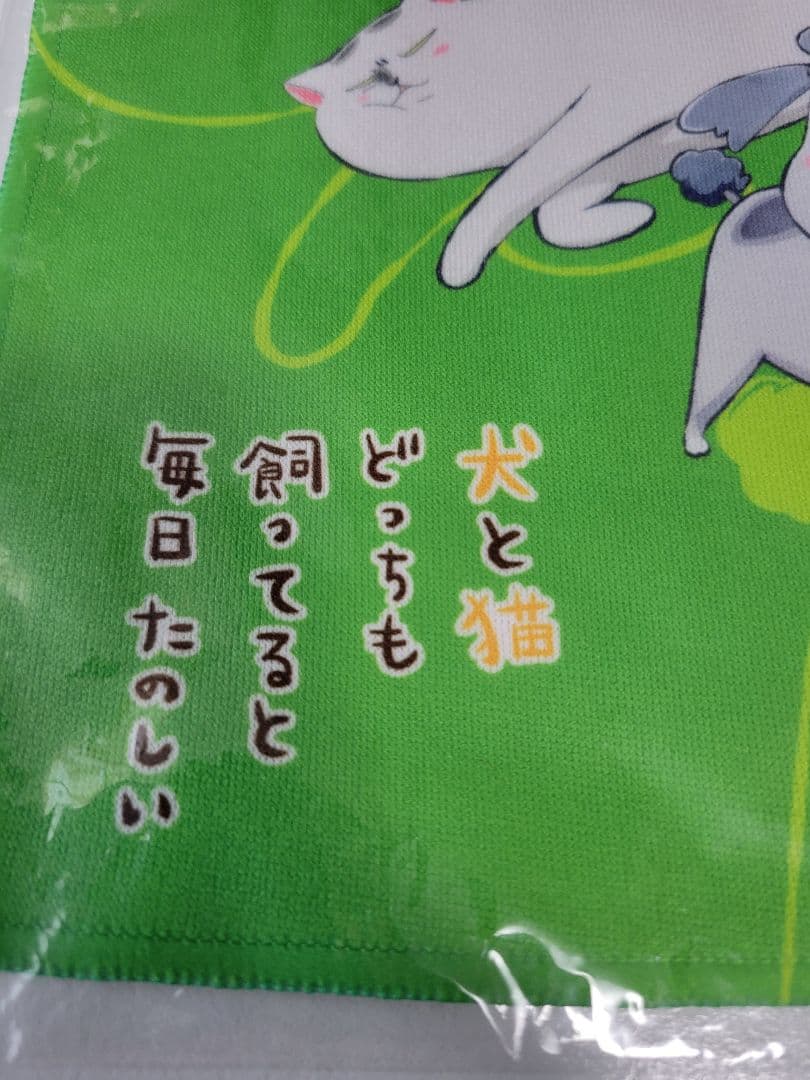 犬と猫
どっちも
飼ってると
毎日 たのしい